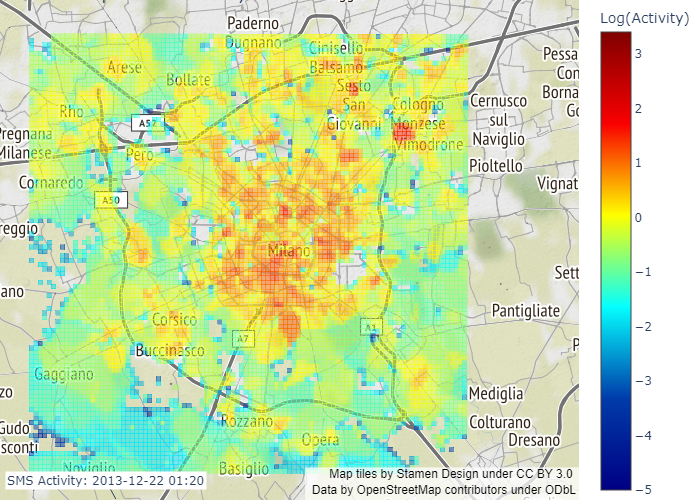 Log(Activity)
Paderno
Dugnano
Cinisello
Balsamo
Arese
Bollate
Sesto
San
Giovanni
Cologno
Monzese
Vimodrone
Cernusco
sul
Naviglio
Pessa
Con
Borna
Go
Rho
A52
Pregnana
Milanese
Pero
Pioltello
Cornaredo
Vignat
A50
reggio
Milano
Sett
ano
Pantigliate
Corsico
A7
A1
Buccinasco
P
Gaggiano
zo
Mediglia
Rozzano
Colturano
Gudo
sconti
Opera
Dresano
Noviglio
Basiglio
SMS Activity: 2013-12-22 01:20
Map tiles by Stamen Design under CC BY 3.0
Data by OpenStreetMap contributors under ODbL
3
2
1
0
−1
−2
−3
−4
−5